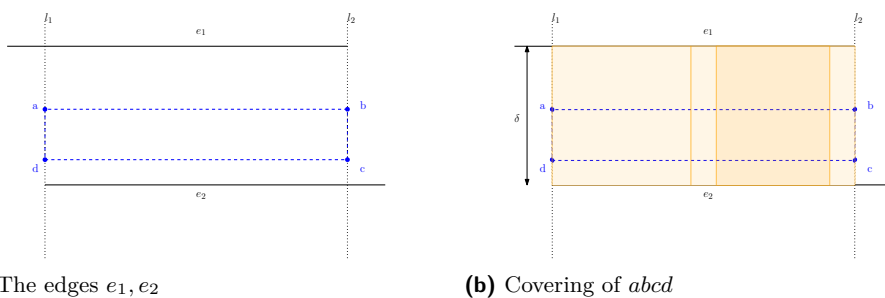 l₁ l₂
e₁
a b
d c
e₂
The edges e₁, e₂
l₁ l₂
e₁
a b
δ
d c
e₂
(b) Covering of abcd